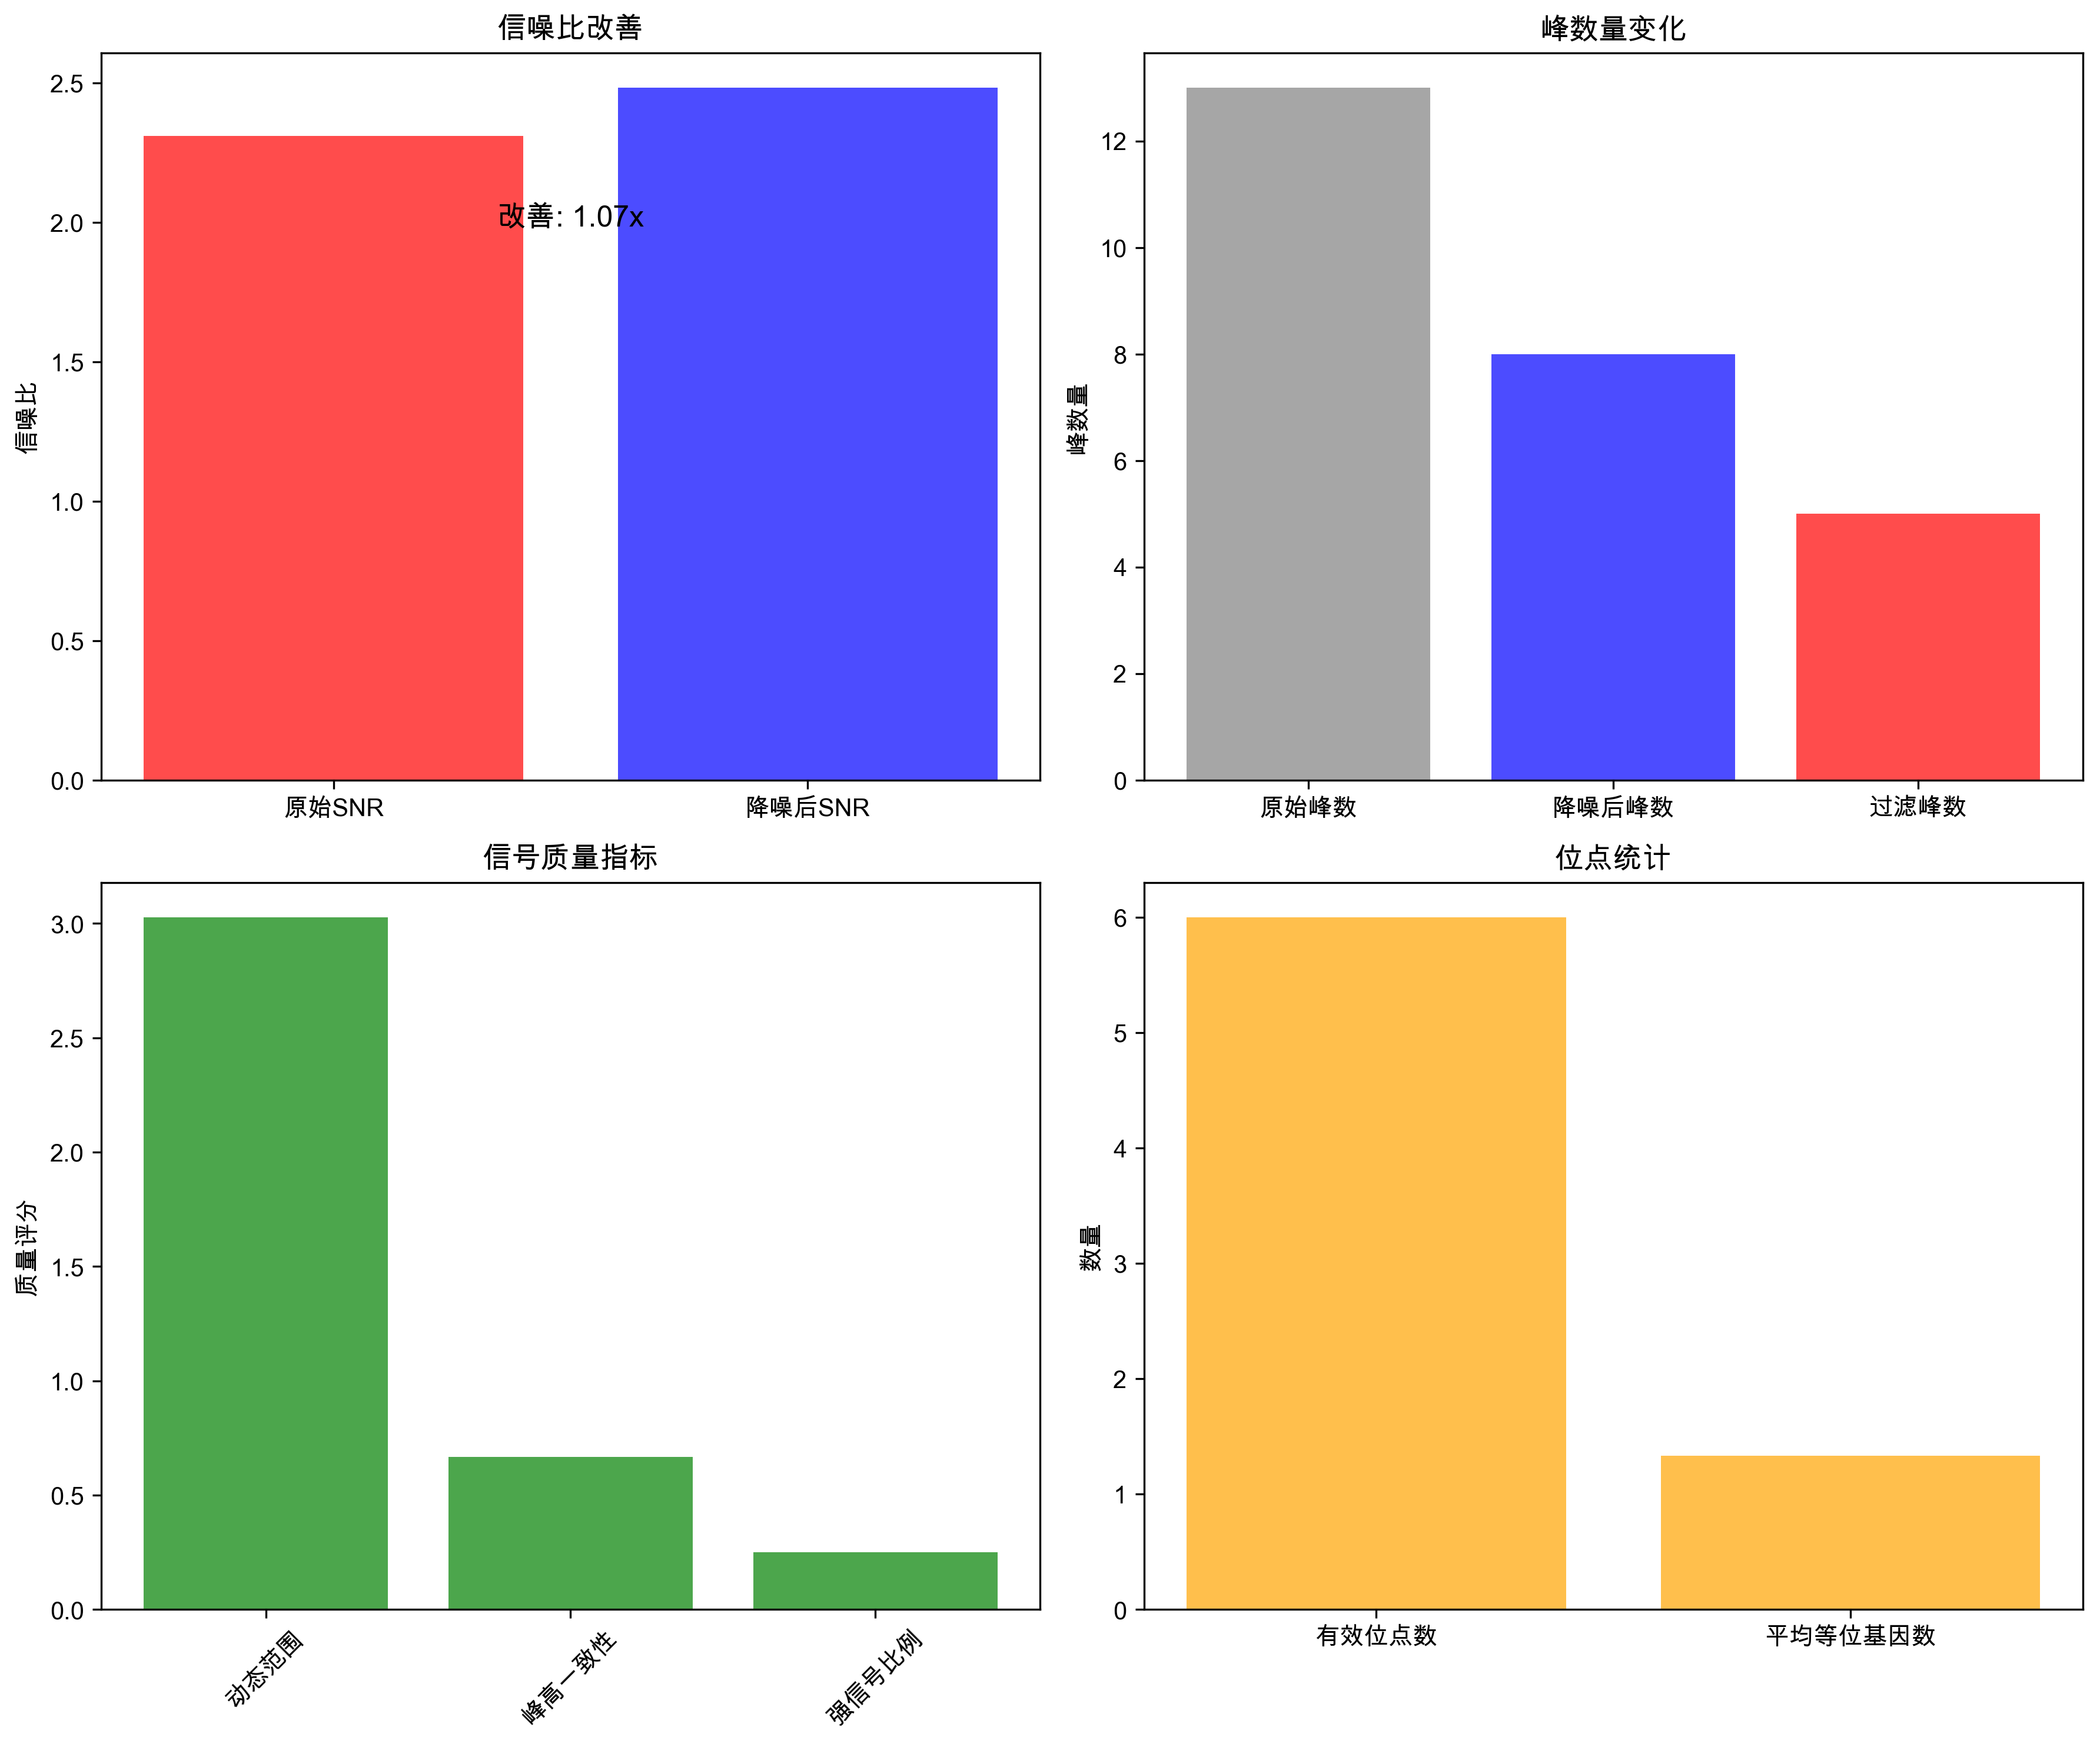 信噪比改善
信噪比
2.5
2.0
1.5
1.0
0.5
0.0
改善: 1.07x
原始SNR
降噪后SNR
峰数量变化
峰数量
12
10
8
6
4
2
0
原始峰数
降噪后峰数
过滤峰数
信号质量指标
质量评分
3.0
2.5
2.0
1.5
1.0
0.5
0.0
动态范围
峰高一致性
强信号比例
位点统计
数量
6
5
4
3
2
1
0
有效位点数
平均等位基因数